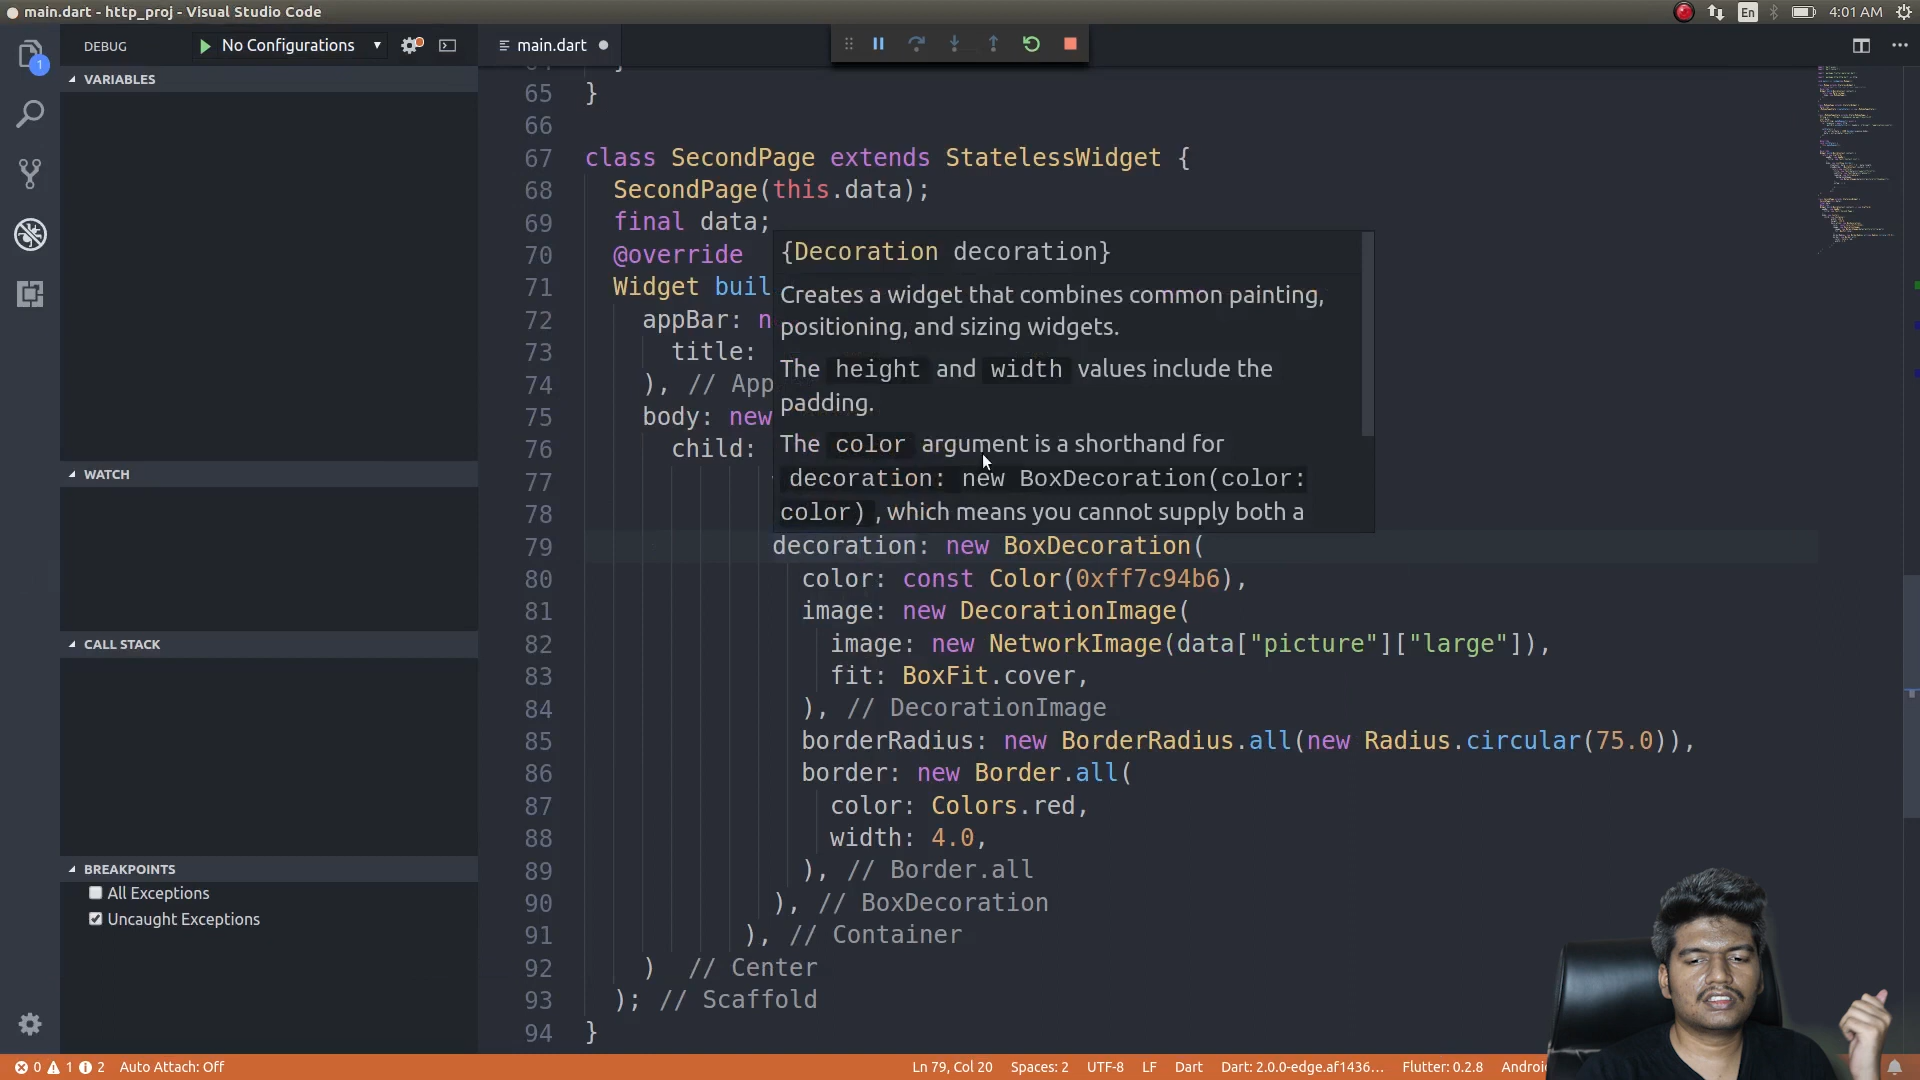 main.dart - http_proj - Visual Studio Code
En
4:01 AM
DEBUG
No Configurations
main.dart
1
VARIABLES
WATCH
CALL STACK
BREAKPOINTS
All Exceptions
Uncaught Exceptions
65 }
66
67 class SecondPage extends StatelessWidget {
68 SecondPage(this.data);
69 final data;
70 @override
71 Widget buil
72 appBar: n
73 title:
74 ), // App
75 body: new
76 child:
77
78
{Decoration decoration}
Creates a widget that combines common painting,
positioning, and sizing widgets.
The height and width values include the
padding.
The color argument is a shorthand for
decoration: new BoxDecoration(color:
color) , which means you cannot supply both a
79 decoration: new BoxDecoration(
80 color: const Color(0xff7c94b6),
81 image: new DecorationImage(
82 image: new NetworkImage(data["picture"]["large"]),
83 fit: BoxFit.cover,
84 ), // DecorationImage
85 borderRadius: new BorderRadius.all(new Radius.circular(75.0)),
86 border: new Border.all(
87 color: Colors.red,
88 width: 4.0,
89 ), // Border.all
90 ), // BoxDecoration
91 ), // Container
92 ) // Center
93 ); // Scaffold
94 }
0 1 2 Auto Attach: Off
Ln 79, Col 20 Spaces: 2 UTF-8 LF Dart Dart: 2.0.0-edge.af1436... Flutter: 0.2.8